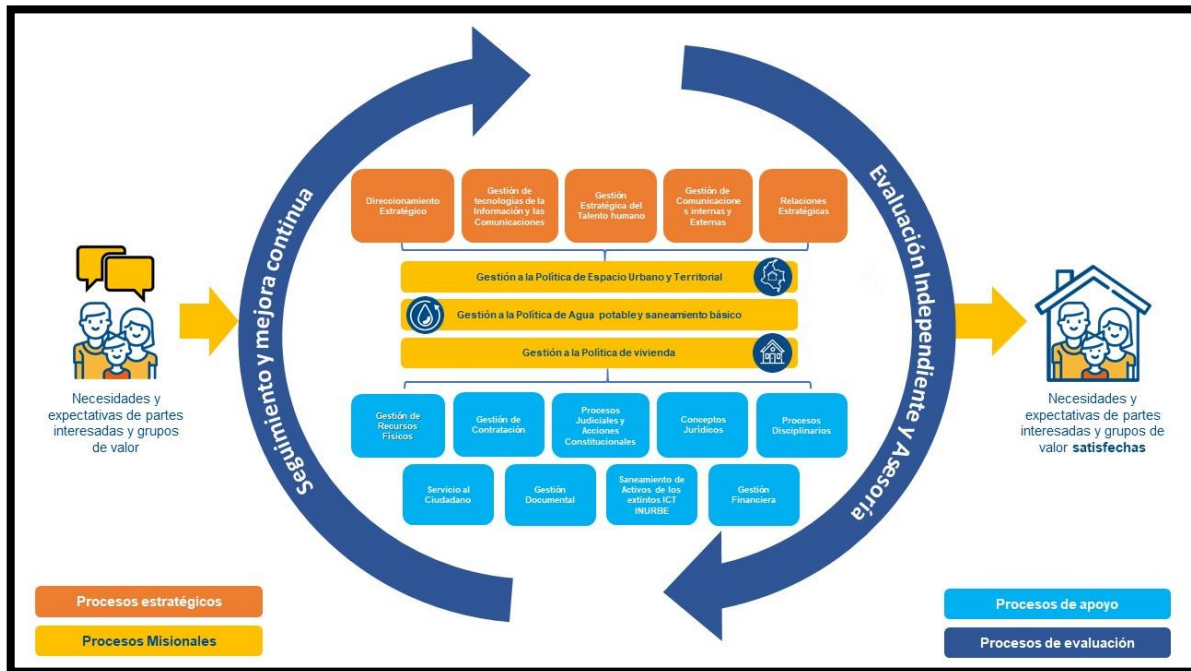 Seguimiento y mejora continua
Evaluación Independiente y Asesoría
Direccionamiento
Estratégico
Gestión de
tecnologías de la
Información y las
Comunicaciones
Gestión
Estratégica del
Talento humano
Gestión de
Comunicacione
s internas y
Externas
Relaciones
Estratégicas
Gestión a la Política de Espacio Urbano y Territorial
Gestión a la Política de Agua potable y saneamiento básico
Gestión a la Política de vivienda
Necesidades y
expectativas de partes
interesadas y grupos
de valor
Necesidades y
expectativas de partes
interesadas y grupos de
valor satisfechas
Gestión de
Recursos
Físicos
Gestión de
Contratación
Procesos
Judiciales y
Acciones
Constitucionales
Conceptos
Jurídicos
Procesos
Disciplinarios
Servicio al
Ciudadano
Gestión
Documental
Saneamiento de
Activos de los
extintos ICT
INURBE
Gestión
Financiera
Procesos estratégicos
Procesos Misionales
Procesos de apoyo
Procesos de evaluación